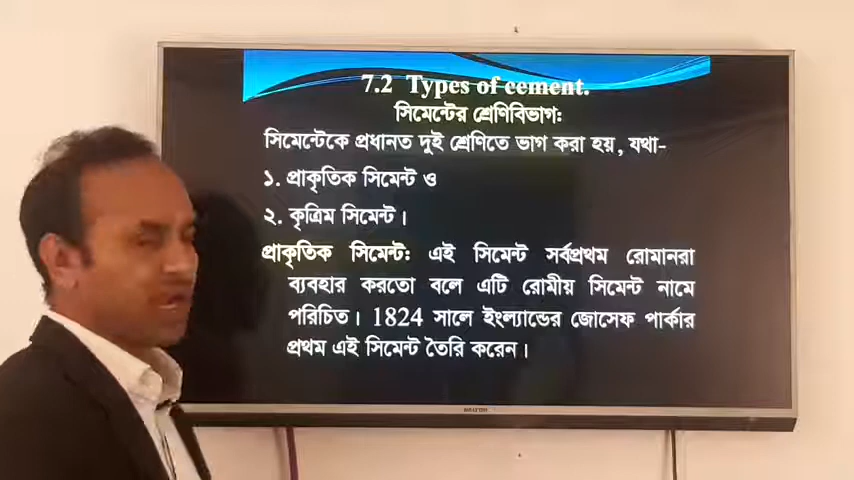 7.2 Types of cement.
সিমেন্টের শ্রেণিবিভাগ:
সিমেন্টেকে প্রধানত দুই শ্রেণিতে ভাগ করা হয়, যথা-
১. প্রাকৃতিক সিমেন্ট ও
২. কৃত্রিম সিমেন্ট।
প্রাকৃতিক সিমেন্ট: এই সিমেন্ট সর্বপ্রথম রোমানরা
ব্যবহার করতো বলে এটি রোমীয় সিমেন্ট নামে
পরিচিত। 1824 সালে ইংল্যান্ডের জোসেফ পার্কার
প্রথম এই সিমেন্ট তৈরি করেন।